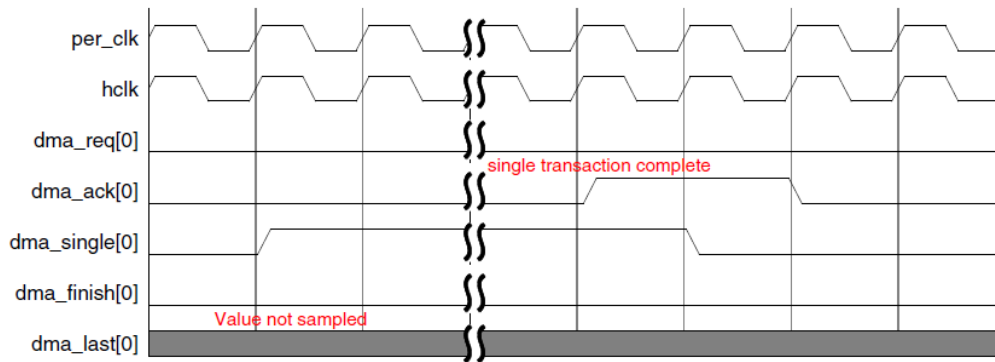 per_clk
hclk
dma_req[0]
single transaction complete
dma_ack[0]
dma_single[0]
dma_finish[0]
Value not sampled
dma_last[0]